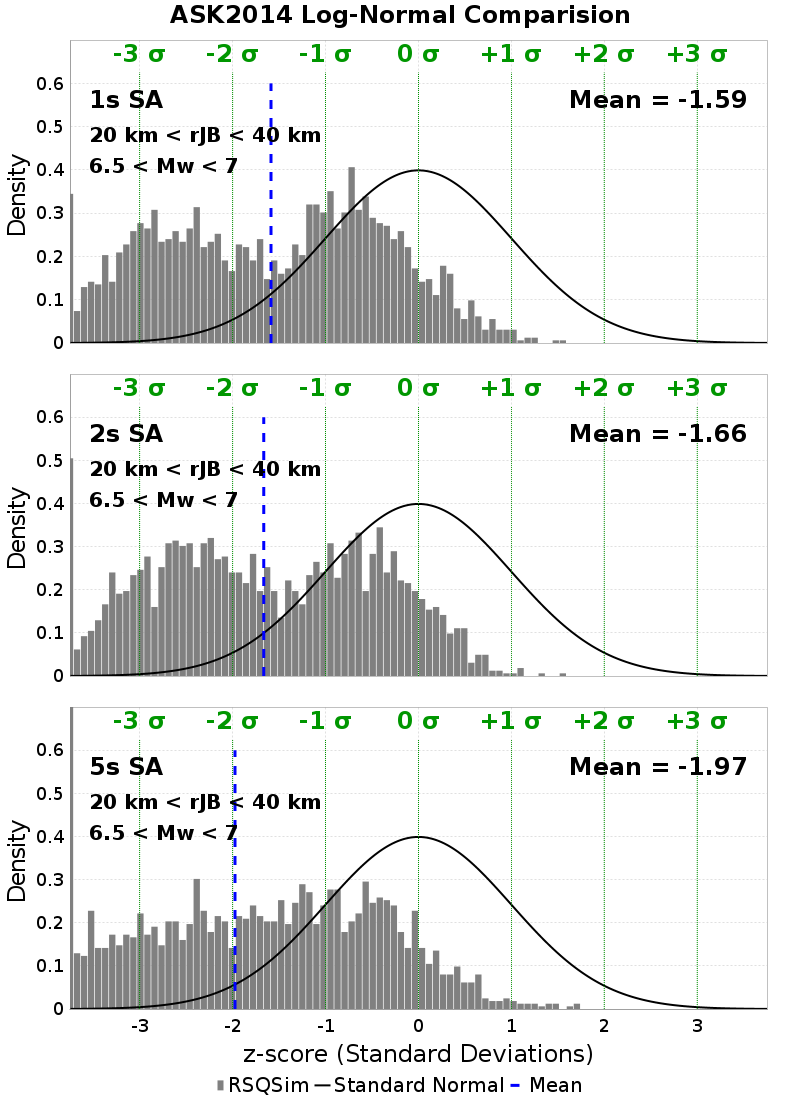 ASK2014 Log-Normal Comparision
-3 σ -2 σ -1 σ 0 σ +1 σ +2 σ +3 σ
1s SA
Mean = -1.59
20 km < rJB < 40 km
6.5 < Mw < 7
Density
0.6
0.5
0.4
0.3
0.2
0.1
0
-3 σ -2 σ -1 σ 0 σ +1 σ +2 σ +3 σ
2s SA
Mean = -1.66
20 km < rJB < 40 km
6.5 < Mw < 7
Density
0.6
0.5
0.4
0.3
0.2
0.1
0
-3 σ -2 σ -1 σ 0 σ +1 σ +2 σ +3 σ
5s SA
Mean = -1.97
20 km < rJB < 40 km
6.5 < Mw < 7
Density
0.6
0.5
0.4
0.3
0.2
0.1
0
-3 -2 -1 0 1 2 3
z-score (Standard Deviations)
RSQSim Standard Normal Mean